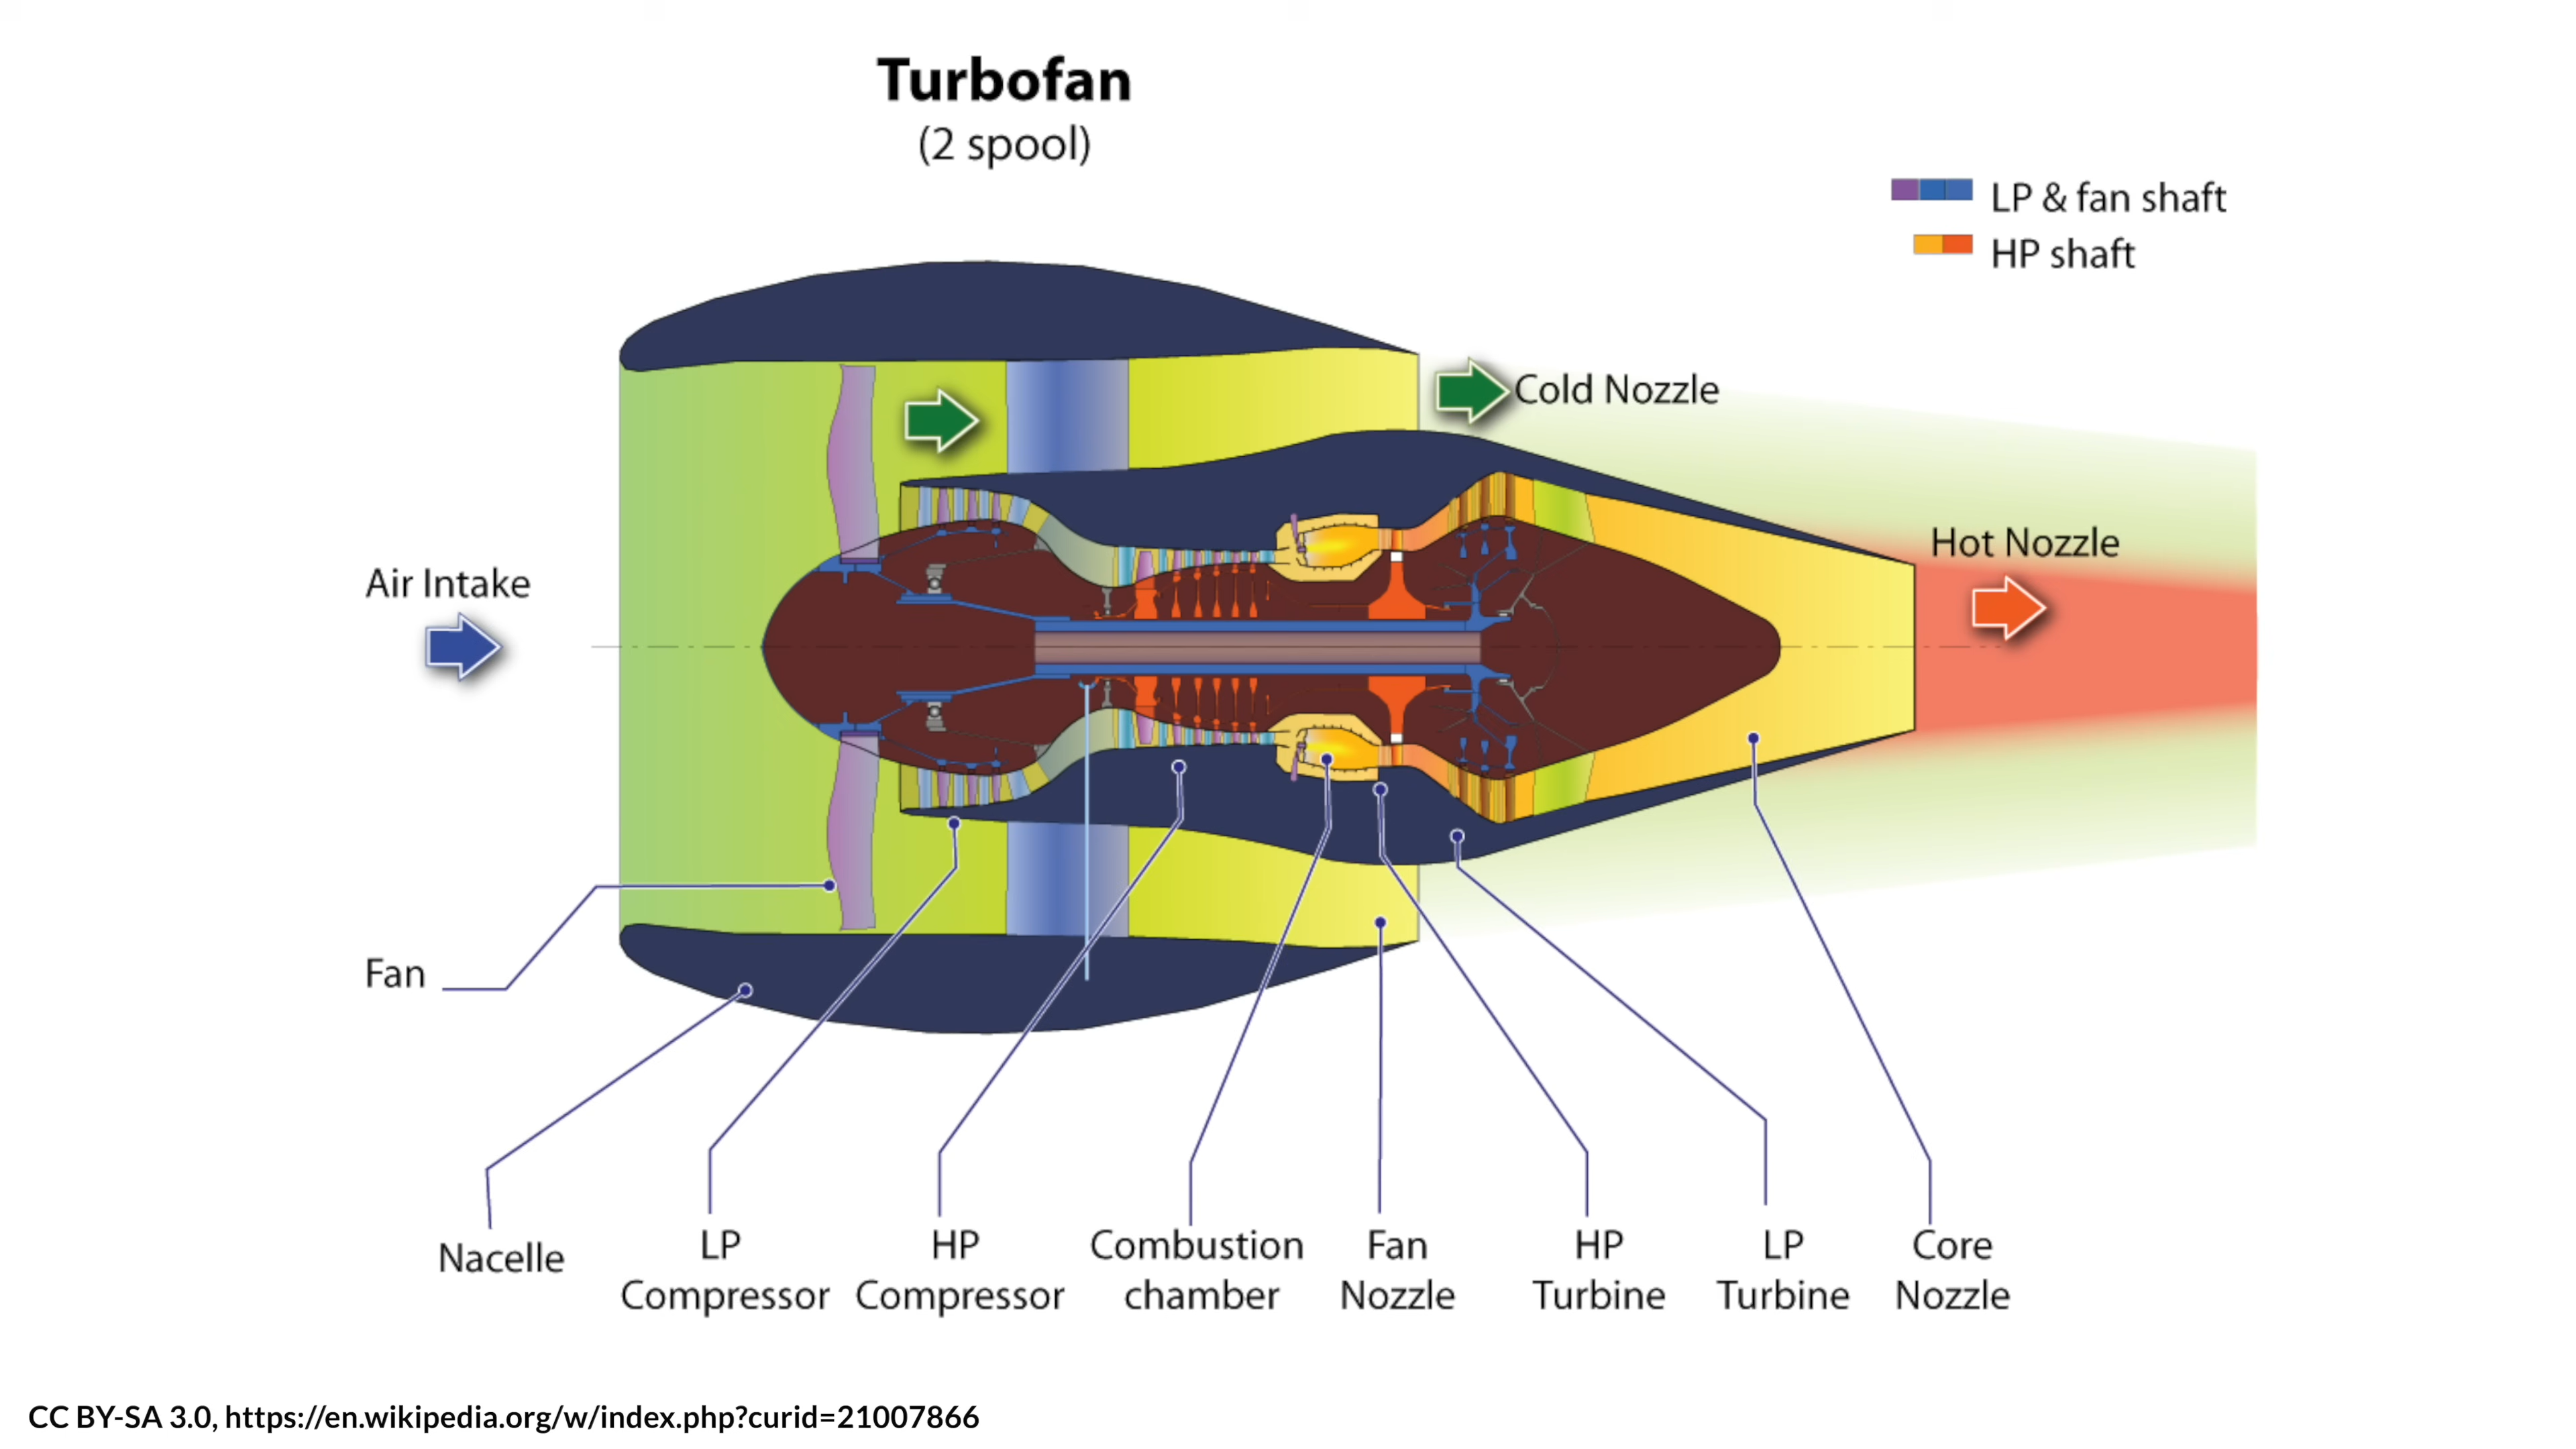 Turbofan
(2 spool)
LP & fan shaft
HP shaft
Cold Nozzle
Hot Nozzle
Air Intake
Fan
Nacelle
LP
Compressor
HP
Compressor
Combustion
chamber
Fan
Nozzle
HP
Turbine
LP
Turbine
Core
Nozzle
CC BY-SA 3.0, https://en.wikipedia.org/w/index.php?curid=21007866